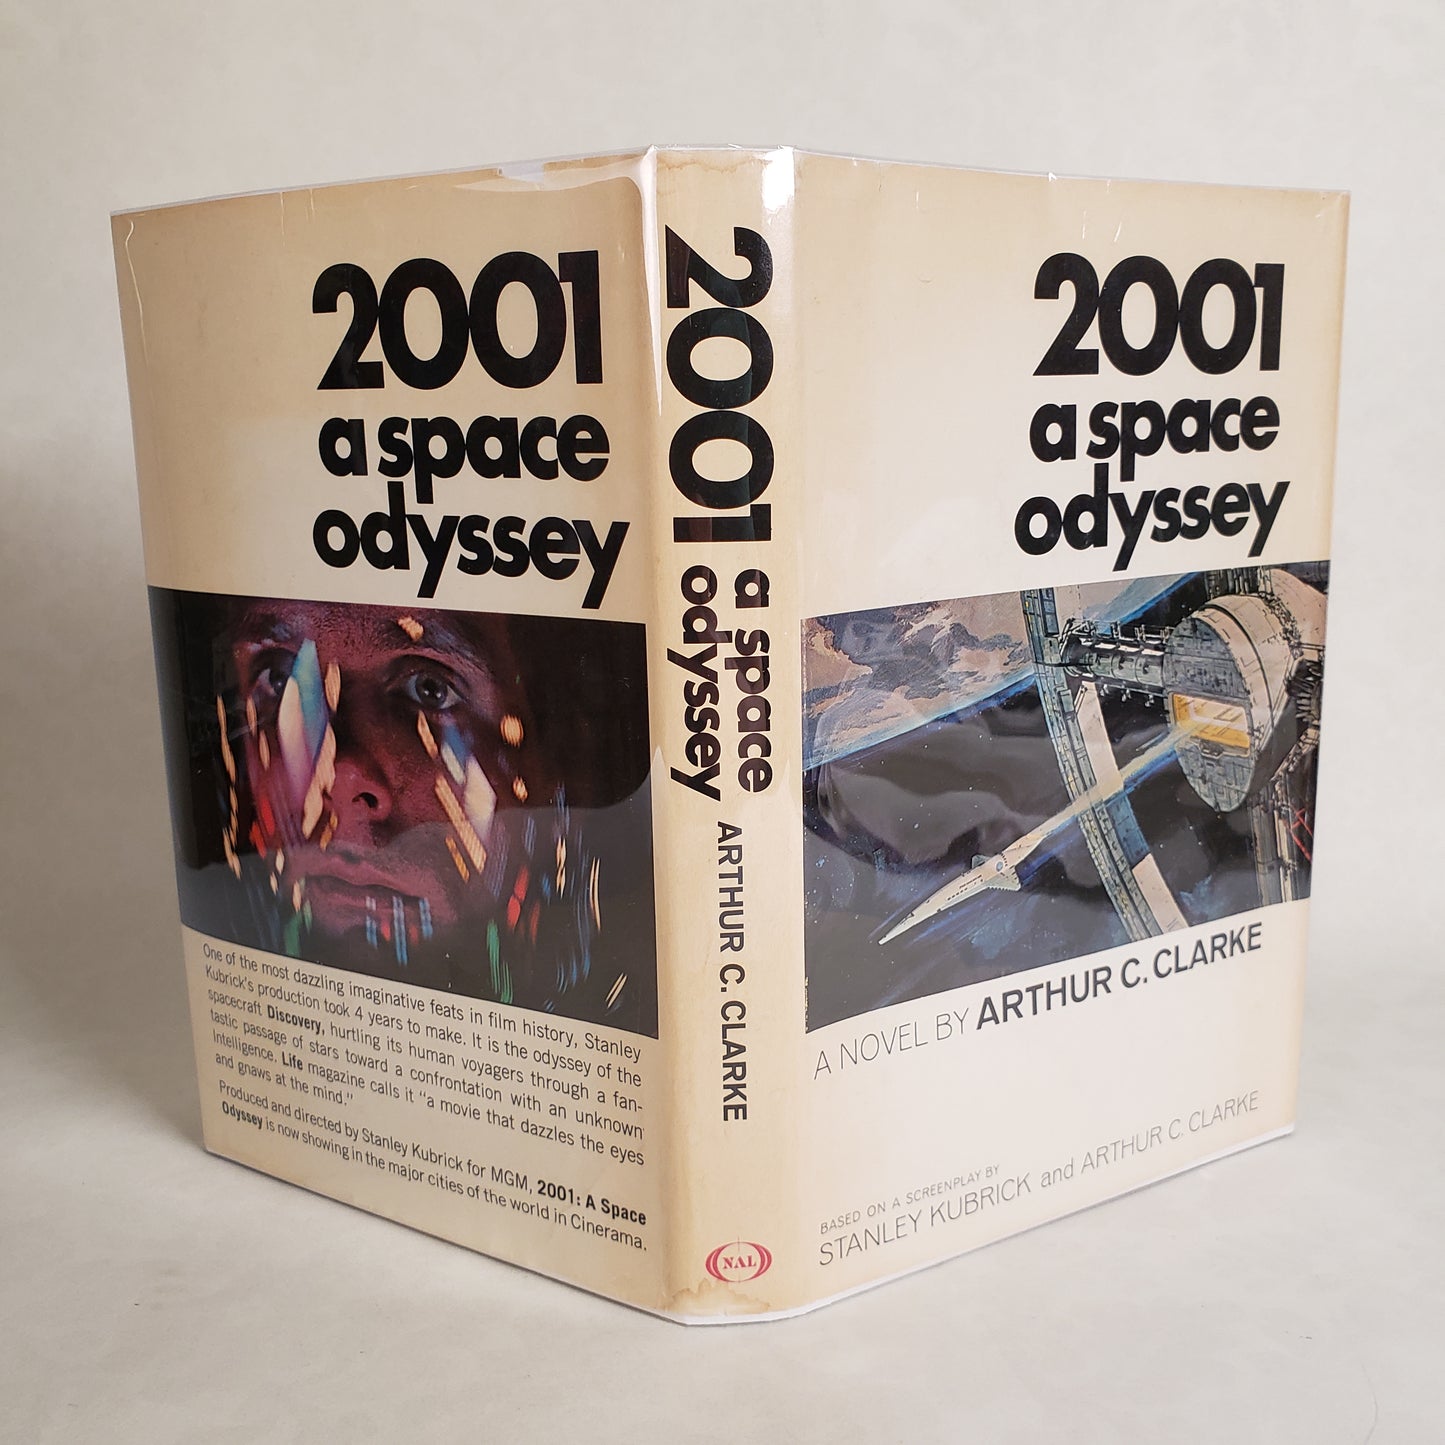 2001
a space
odyssey
One of the most dazzling imaginative feats in film history, Stanley
Kubrick's production took 4 years to make. It is the odyssey of the
spacecraft Discovery, hurtling its human voyagers through a fan-
tastic passage of stars toward a confrontation with an unknown
Intelligence. Life magazine calls it "a movie that dazzles the eyes
and gnaws at the mind."
Produced and directed by Stanley Kubrick for MGM, 2001: A Space
Odyssey is now showing in the major cities of the world in Cinerama.
2001
a space
odyssey
ARTHUR C. CLARKE
NAL
2001
a space
odyssey
A NOVEL BY ARTHUR C. CLARKE
BASED ON A SCREENPLAY BY
STANLEY KUBRICK and ARTHUR C. CLARKE